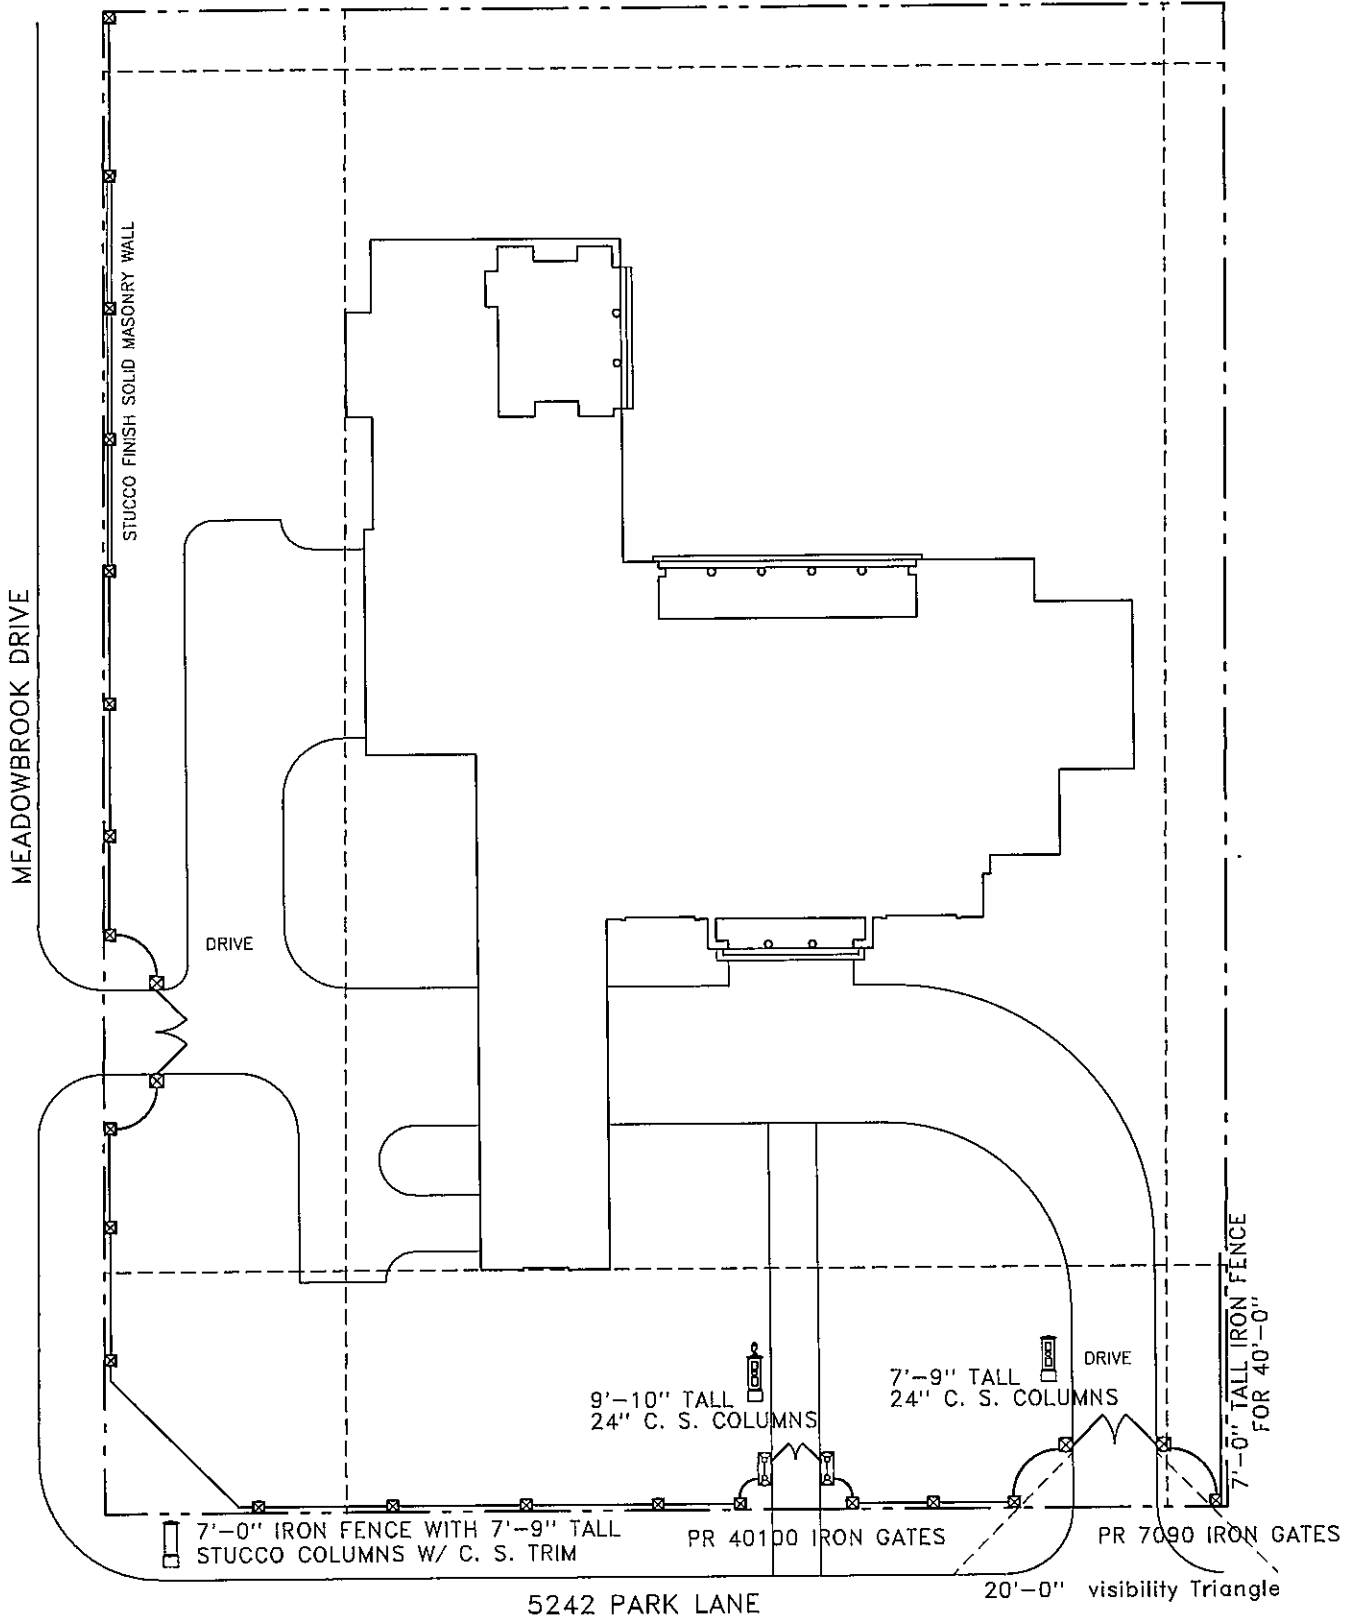 STUCCO FINISH SOLID MASONRY WALL
MEADOWBROOK DRIVE
DRIVE
7'-0" TALL IRON FENCE
FOR 40'-0"
DRIVE
7'-9" TALL
24" C. S. COLUMNS
9'-10" TALL
24" C. S. COLUMNS
7'-0" IRON FENCE WITH 7'-9" TALL
STUCCO COLUMNS W/ C. S. TRIM
PR 40100 IRON GATES
PR 7090 IRON GATES
20'-0" visibility Triangle
5242 PARK LANE